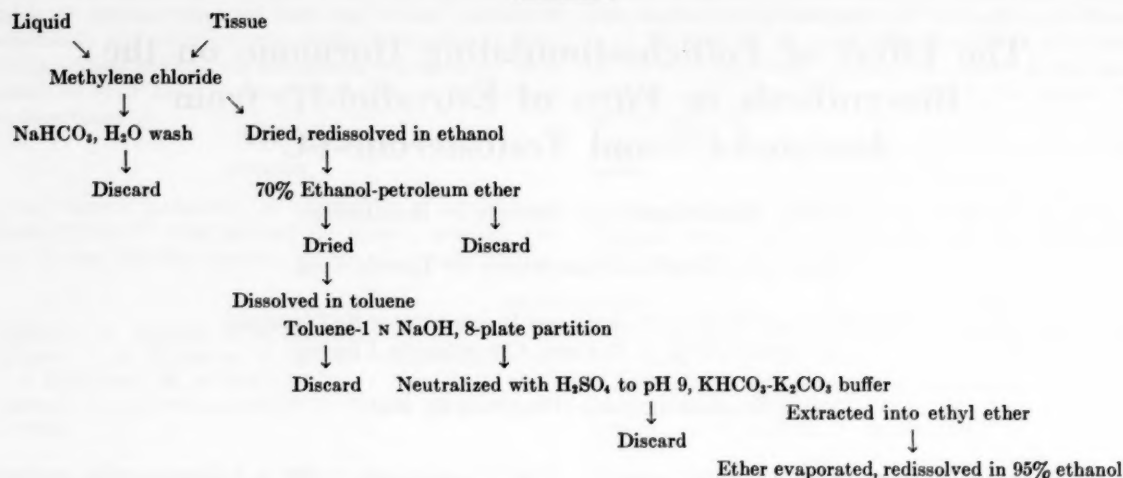 Liquid Tissue
Methylene chloride
NaHCO₃, H₂O wash Dried, redissolved in ethanol
Discard 70% Ethanol-petroleum ether
Dried Discard
Dissolved in toluene
Toluene-1 N NaOH, 8-plate partition
Discard Neutralized with H₂SO₄ to pH 9, KHCO₃-K₂CO₃ buffer
Extracted into ethyl ether
Discard
Ether evaporated, redissolved in 95% ethanol